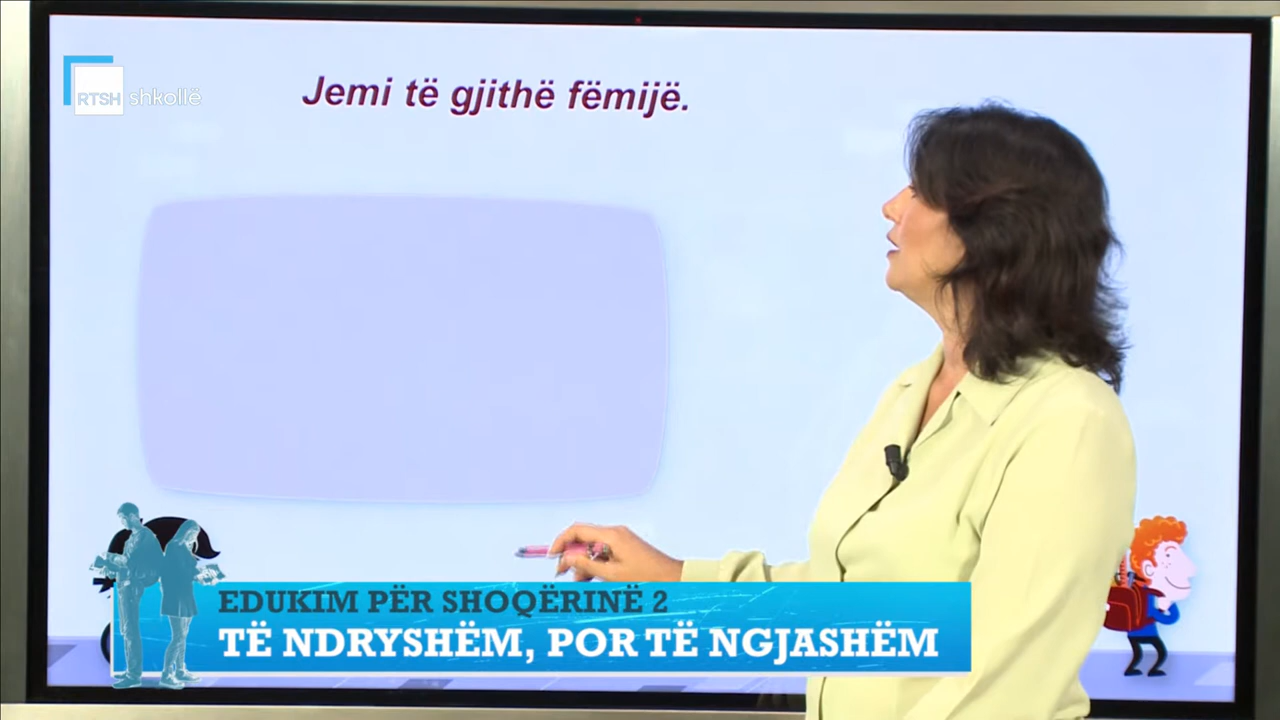 RTSH shkollë
Jemi të gjithë fëmijë.
EDUKIM PËR SHOQËRINË 2
TË NDRYSHËM, POR TË NGJASHËM